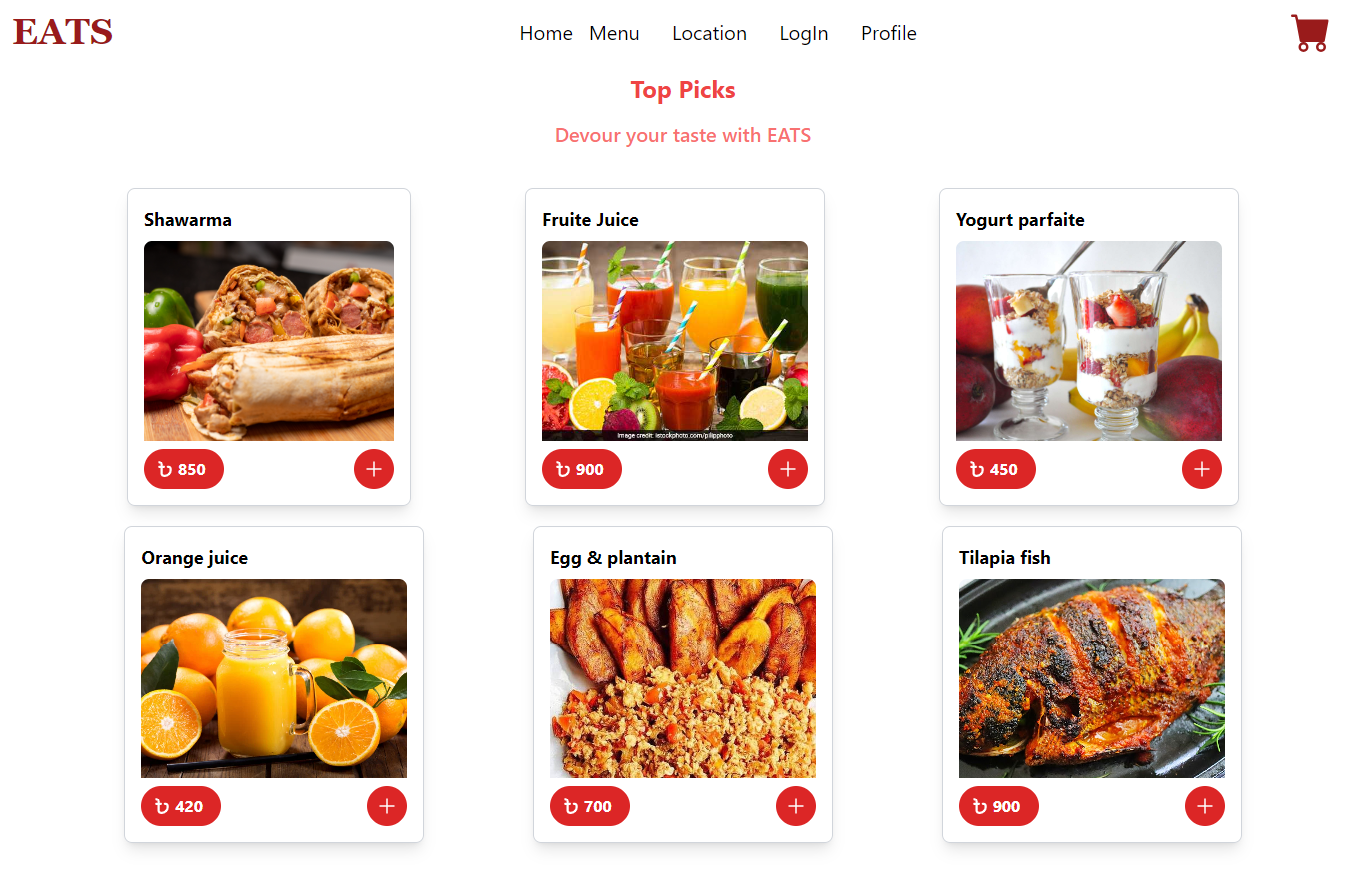 EATS
Home Menu Location LogIn Profile
Top Picks
Devour your taste with EATS
Shawarma
Fruite Juice
Yogurt parfaite
image credit: istockphoto.com/pilipphoto
৳ 850
৳ 900
৳ 450
Orange juice
Egg & plantain
Tilapia fish
৳ 420
৳ 700
৳ 900